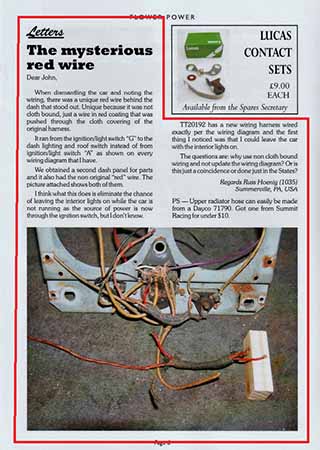 FLOWER POWER
Letters
The mysterious
red wire
Dear John,
When dismantling the car and noting the
wiring, there was a unique red wire behind the
dash that stood out. Unique because it was not
cloth bound, just a wire in red coating that was
pushed through the cloth covering of the
original harness.
It ran from the ignition/light switch "G" to the
dash lighting and roof switch instead of from
ignition/light switch "A" as shown on every
wiring diagram that I have.
We obtained a second dash panel for parts
and it also had the non original "red" wire. The
picture attached shows both of them.
I think what this does is eliminate the chance
of leaving the interior lights on while the car is
not running as the source of power is now
through the ignition switch, but I don't know.
LUCAS
CONTACT
SETS
£9.00
EACH
Available from the Spares Secretary
TT20192 has a new wiring harness wired
exactly per the wiring diagram and the first
thing I noticed was that I could leave the car
with the interior lights on.
The questions are: why use non cloth bound
wiring and not update the wiring diagram? Or is
this just a coincidence or done just in the States?
Regards Russ Hoenig (1035)
Summerville, PA, USA
PS — Upper radiator hose can easily be made
from a Dayco 71790. Got one from Summit
Racing for under $10.